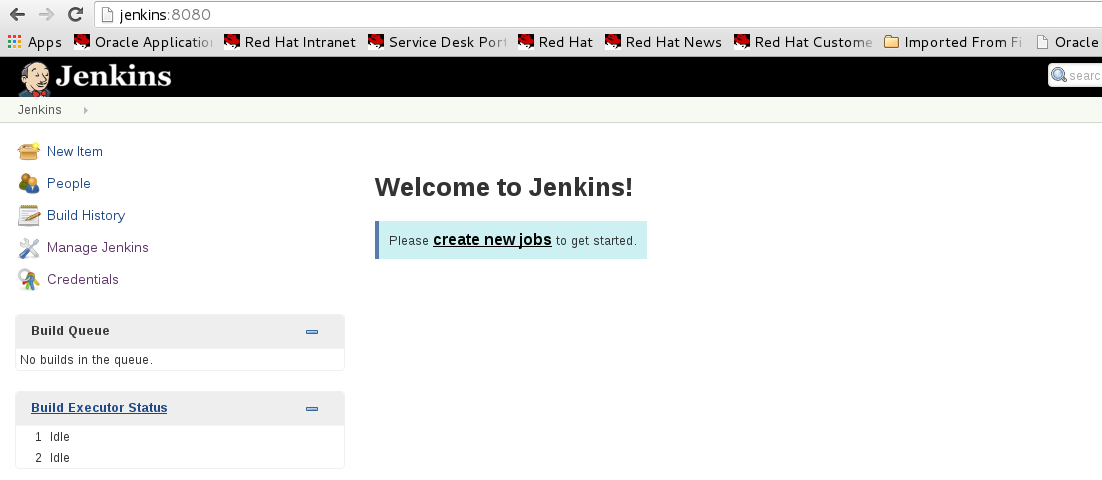 jenkins:8080
Apps Oracle Application Red Hat Intranet Service Desk Por Red Hat Red Hat News Red Hat Custome Imported From Fi Oracle
Jenkins
searc
Jenkins
New Item
People
Build History
Manage Jenkins
Credentials
Welcome to Jenkins!
Please create new jobs to get started.
Build Queue
No builds in the queue.
Build Executor Status
1 Idle
2 Idle